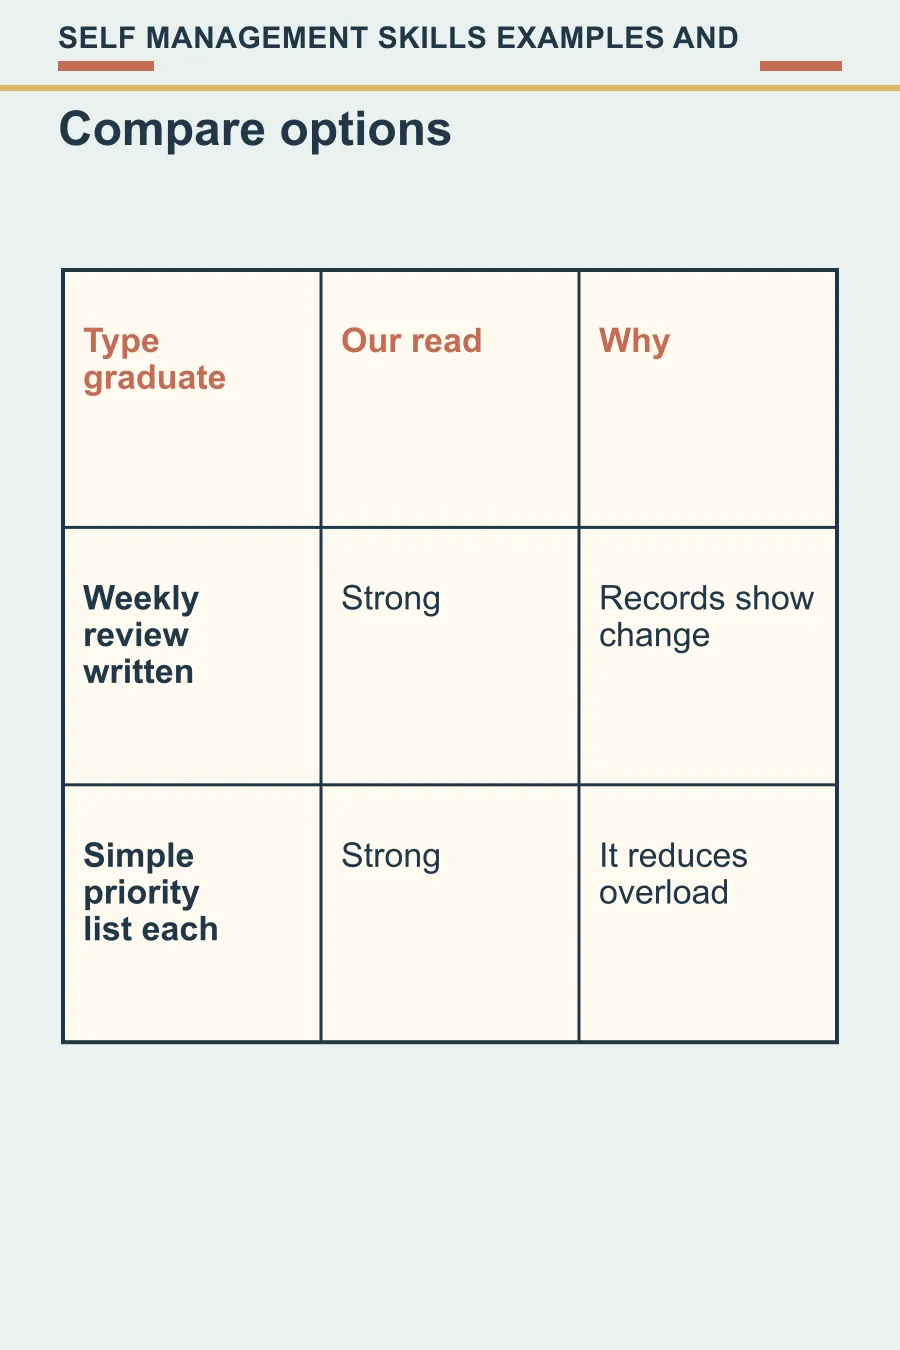 SELF MANAGEMENT SKILLS EXAMPLES AND
Compare options
Type
graduate
Our read
Why
Weekly
review
written
Strong
Records show
change
Simple
priority
list each
Strong
It reduces
overload